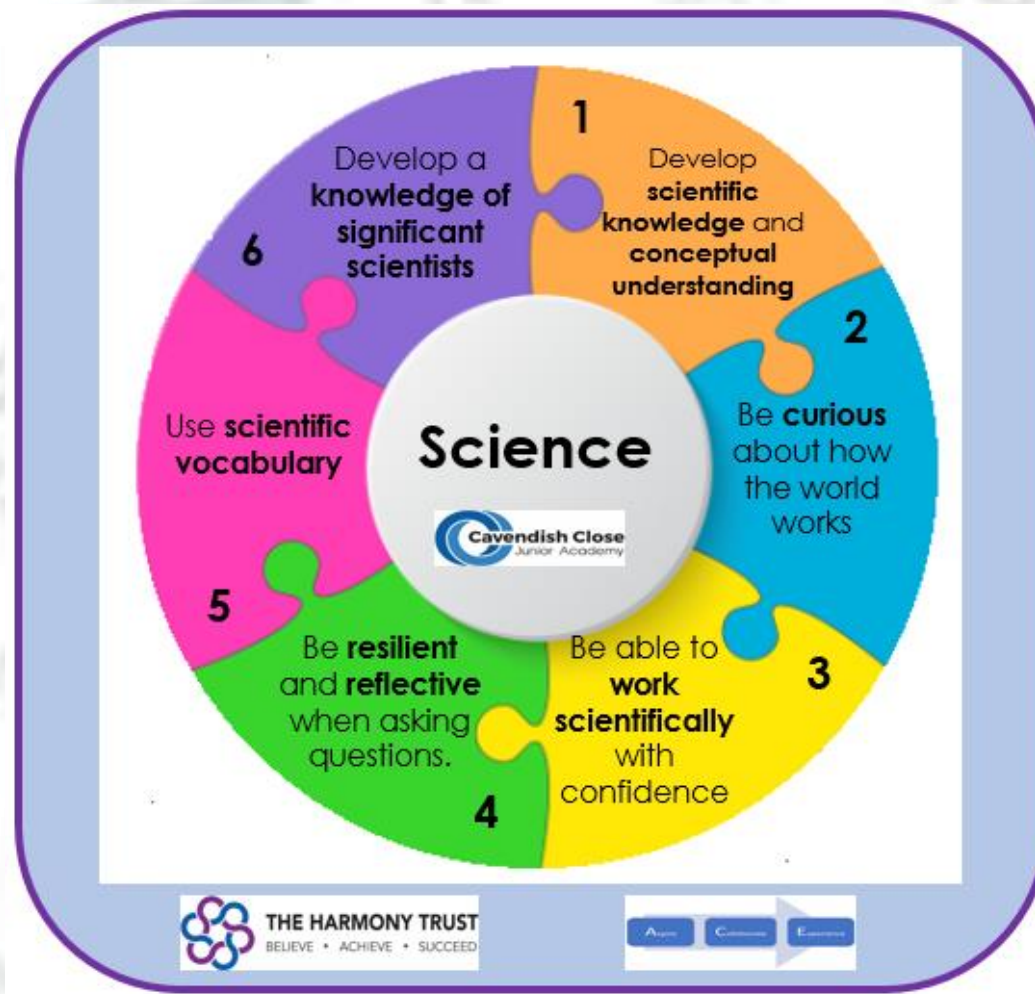 Science
Cavendish Close
Junior Academy
1
Develop
scientific
knowledge and
conceptual
understanding
2
Be curious
about how
the world
works
3
Be able to
work
scientifically
with
confidence
4
Be resilient
and reflective
when asking
questions.
5
Use scientific
vocabulary
6
Develop a
knowledge of
significant
scientists
THE HARMONY TRUST
BELIEVE • ACHIEVE • SUCCEED